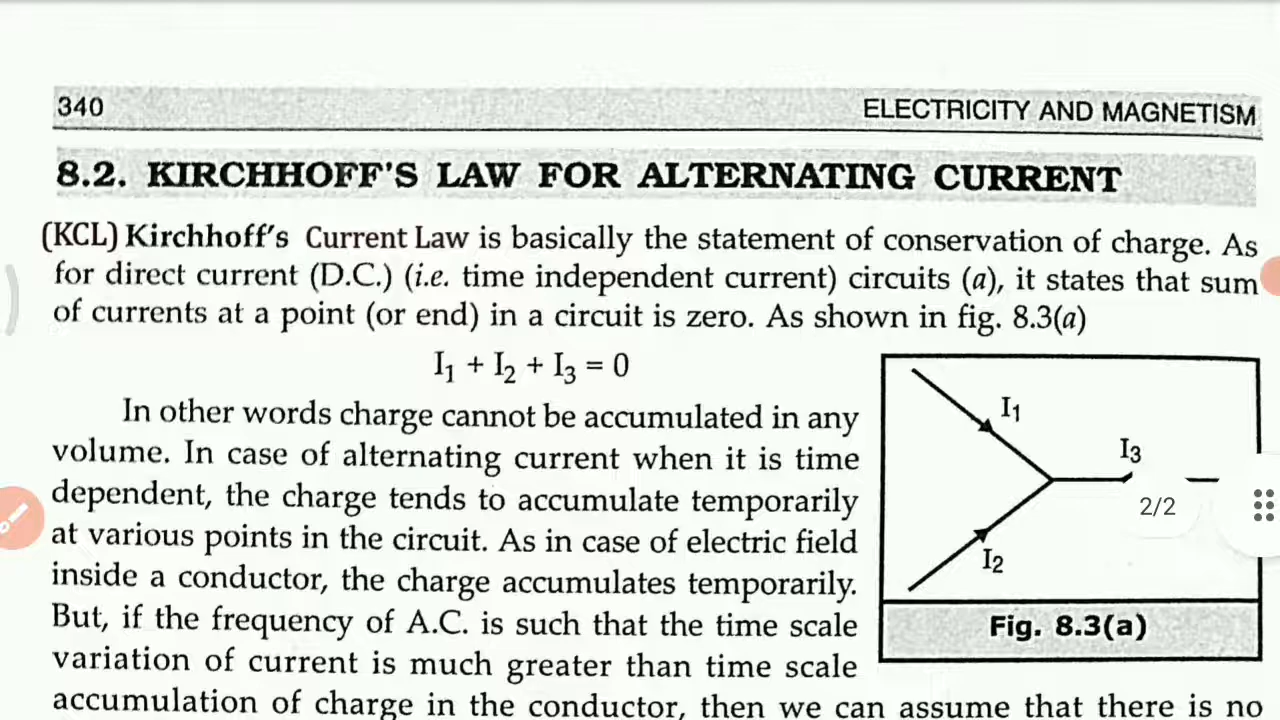 340
ELECTRICITY AND MAGNETISM
8.2. KIRCHHOFF'S LAW FOR ALTERNATING CURRENT
(KCL) Kirchhoff's Current Law is basically the statement of conservation of charge. As
for direct current (D.C.) (i.e. time independent current) circuits (a), it states that sum
of currents at a point (or end) in a circuit is zero. As shown in fig. 8.3(a)
I₁ + I₂ + I₃ = 0
In other words charge cannot be accumulated in any
volume. In case of alternating current when it is time
dependent, the charge tends to accumulate temporarily
at various points in the circuit. As in case of electric field
inside a conductor, the charge accumulates temporarily.
But, if the frequency of A.C. is such that the time scale
variation of current is much greater than time scale
accumulation of charge in the conductor, then we can assume that there is no
I₁
I₃
2/2
I₂
Fig. 8.3(a)